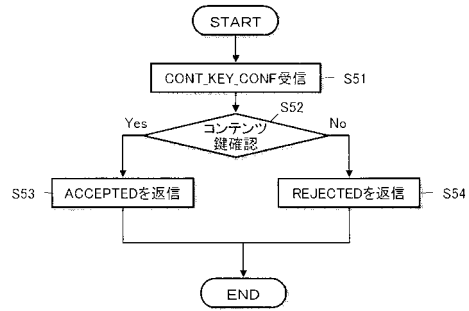 START
CONT_KEY_CONF受信
S51
S52
Yes
コンテンツ
鍵確認
No
S53
ACCEPTEDを返信
REJECTEDを返信
S54
END